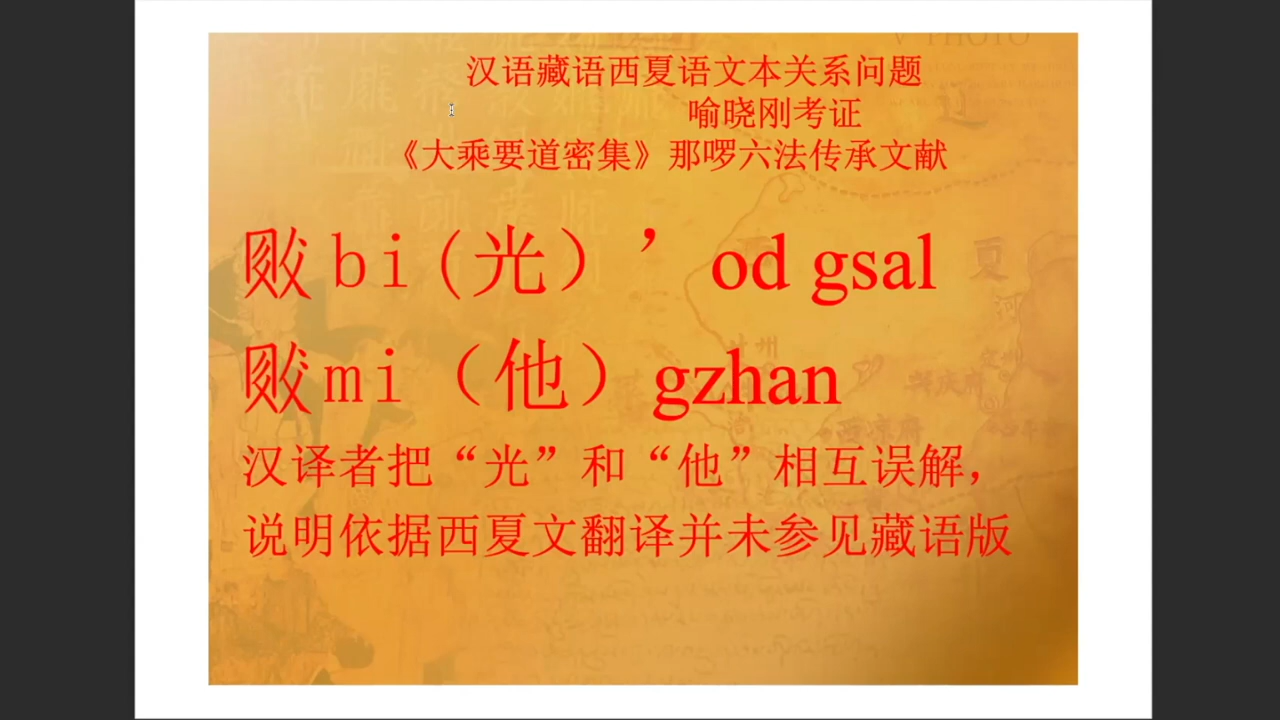 汉语藏语西夏语文本关系问题
喻晓刚考证
《大乘要道密集》那啰六法传承文献
bi(光）’od gsal
mi（他）gzhan
汉译者把“光”和“他”相互误解，
说明依据西夏文翻译并未参见藏语版